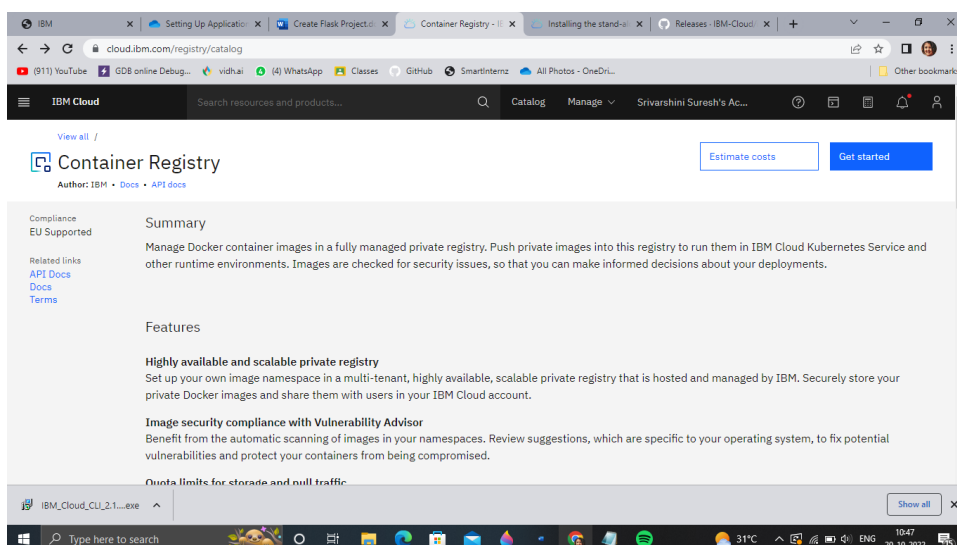 IBM
Setting Up Application
Create Flask Project.d
Container Registry - I
Installing the stand-al
Releases · IBM-Cloud/
cloud.ibm.com/registry/catalog
(911) YouTube
GDB online Debug...
vidh.ai
(4) WhatsApp
Classes
GitHub
SmartInternz
All Photos - OneDri...
Other bookmark
IBM Cloud
Search resources and products...
Catalog
Manage
Srivarshini Suresh's Ac...
View all /
Container Registry
Author: IBM • Docs • API docs
Estimate costs
Get started
Compliance
EU Supported
Related links
API Docs
Docs
Terms
Summary
Manage Docker container images in a fully managed private registry. Push private images into this registry to run them in IBM Cloud Kubernetes Service and
other runtime environments. Images are checked for security issues, so that you can make informed decisions about your deployments.
Features
Highly available and scalable private registry
Set up your own image namespace in a multi-tenant, highly available, scalable private registry that is hosted and managed by IBM. Securely store your
private Docker images and share them with users in your IBM Cloud account.
Image security compliance with Vulnerability Advisor
Benefit from the automatic scanning of images in your namespaces. Review suggestions, which are specific to your operating system, to fix potential
vulnerabilities and protect your containers from being compromised.
Quota limits for storage and pull traffic
IBM_Cloud_CLI_2.1....exe
Show all
Type here to search
31°C
ENG
10:47
20-10-2022